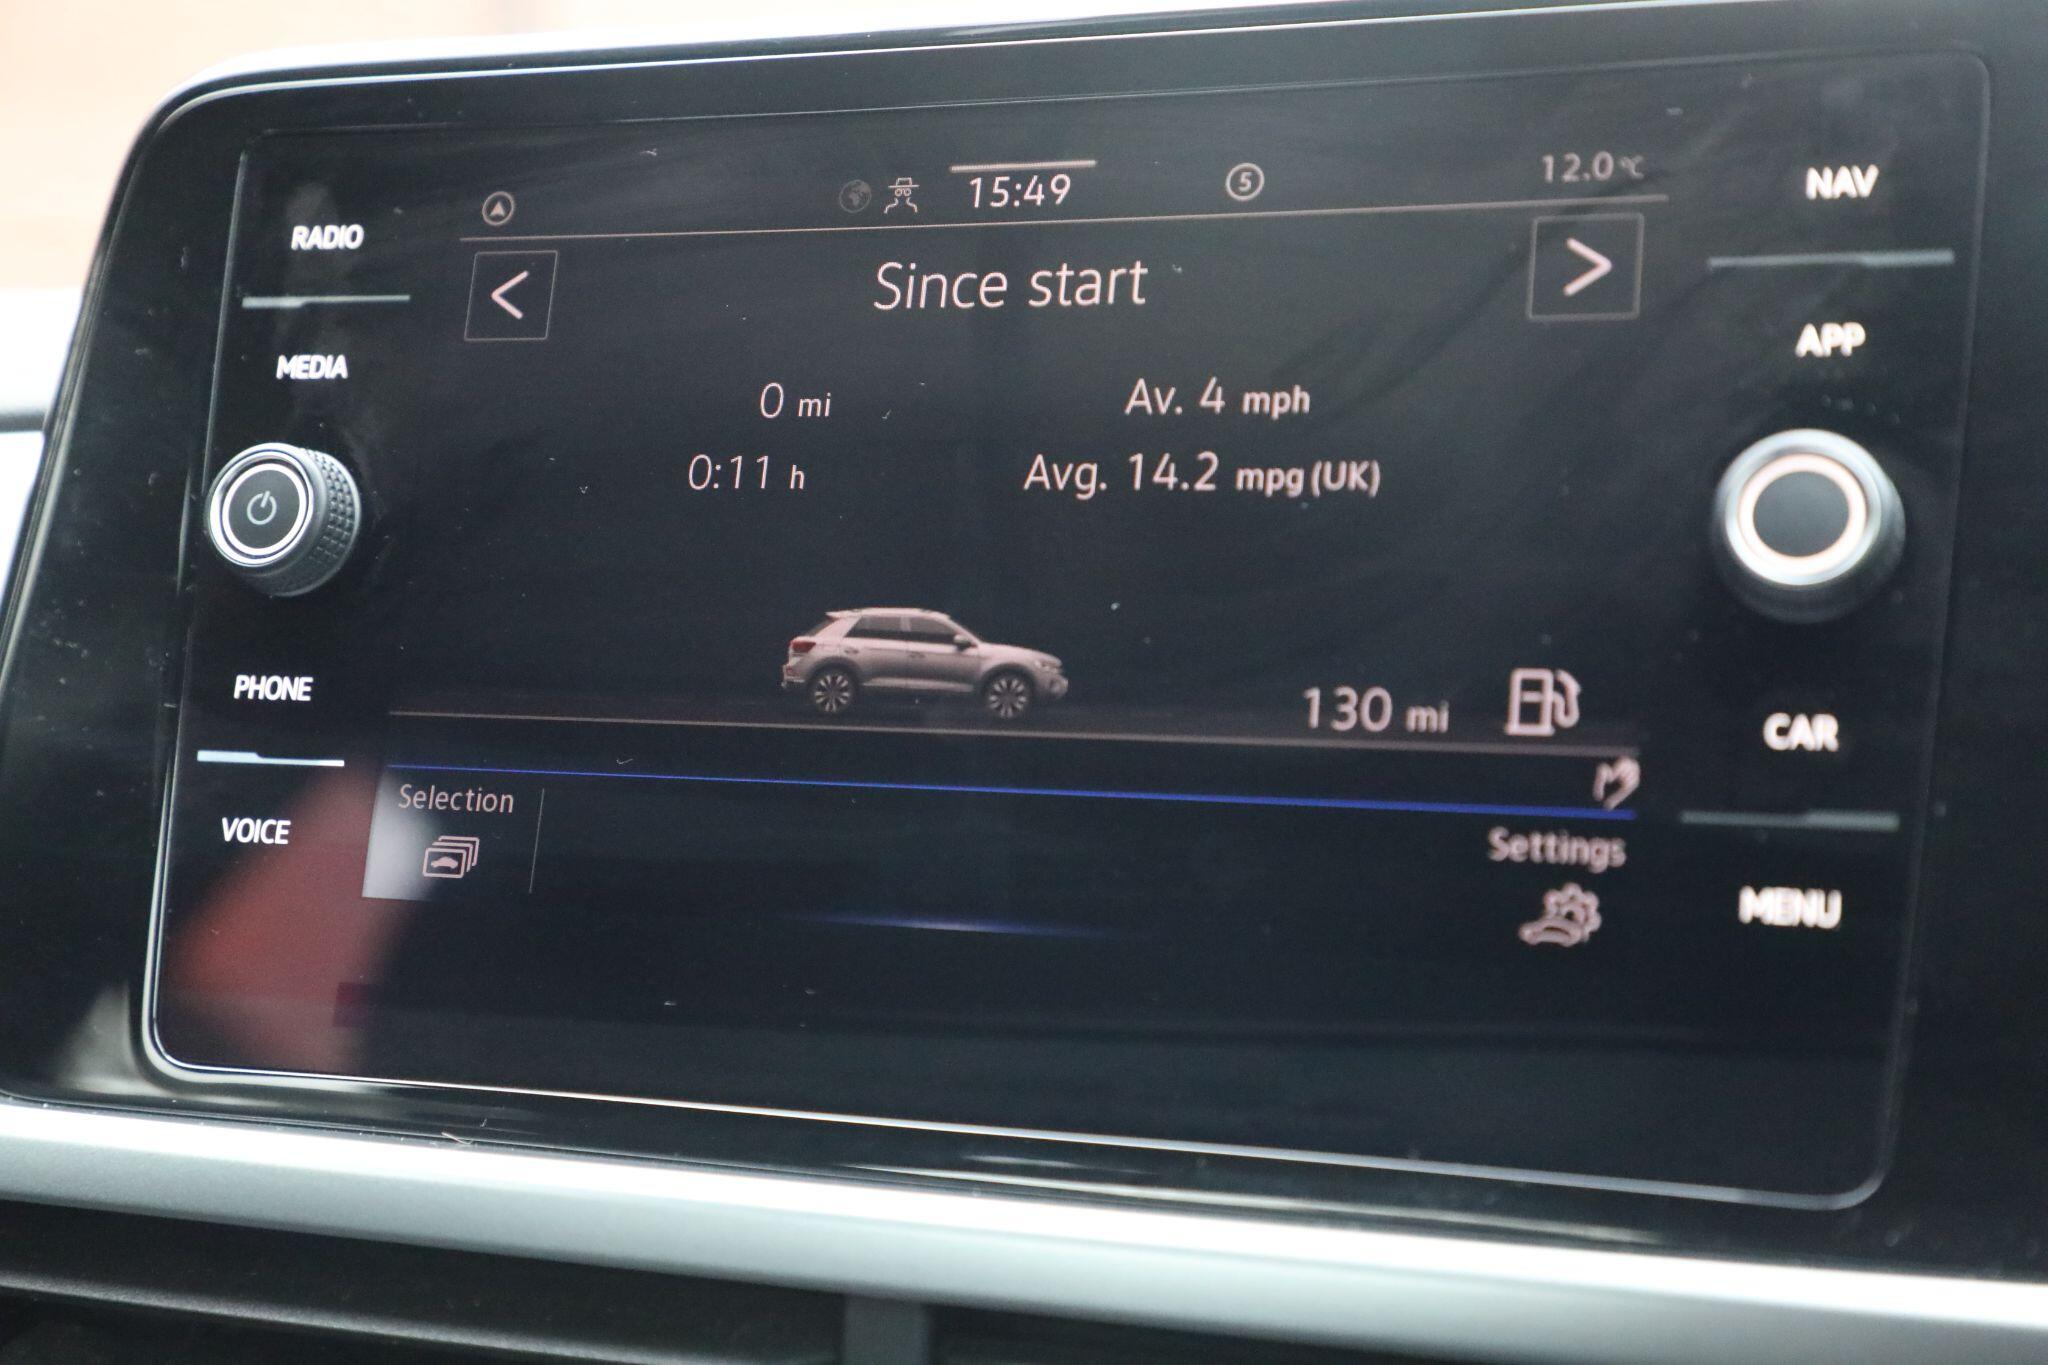 RADIO
MEDIA
PHONE
VOICE
15:49
5
12.0°C
Since start
0 mi
Av. 4 mph
0:11 h
Avg. 14.2 mpg (UK)
130 mi
Selection
Settings
NAV
APP
CAR
MENU